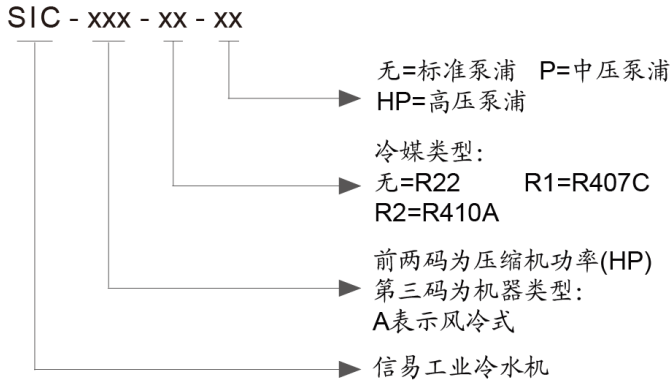 SIC - xxx - xx - xx
无=标准泵浦 P=中压泵浦
HP=高压泵浦
冷媒类型:
无=R22 R1=R407C
R2=R410A
前两码为压缩机功率(HP)
第三码为机器类型:
A表示风冷式
信易工业冷水机